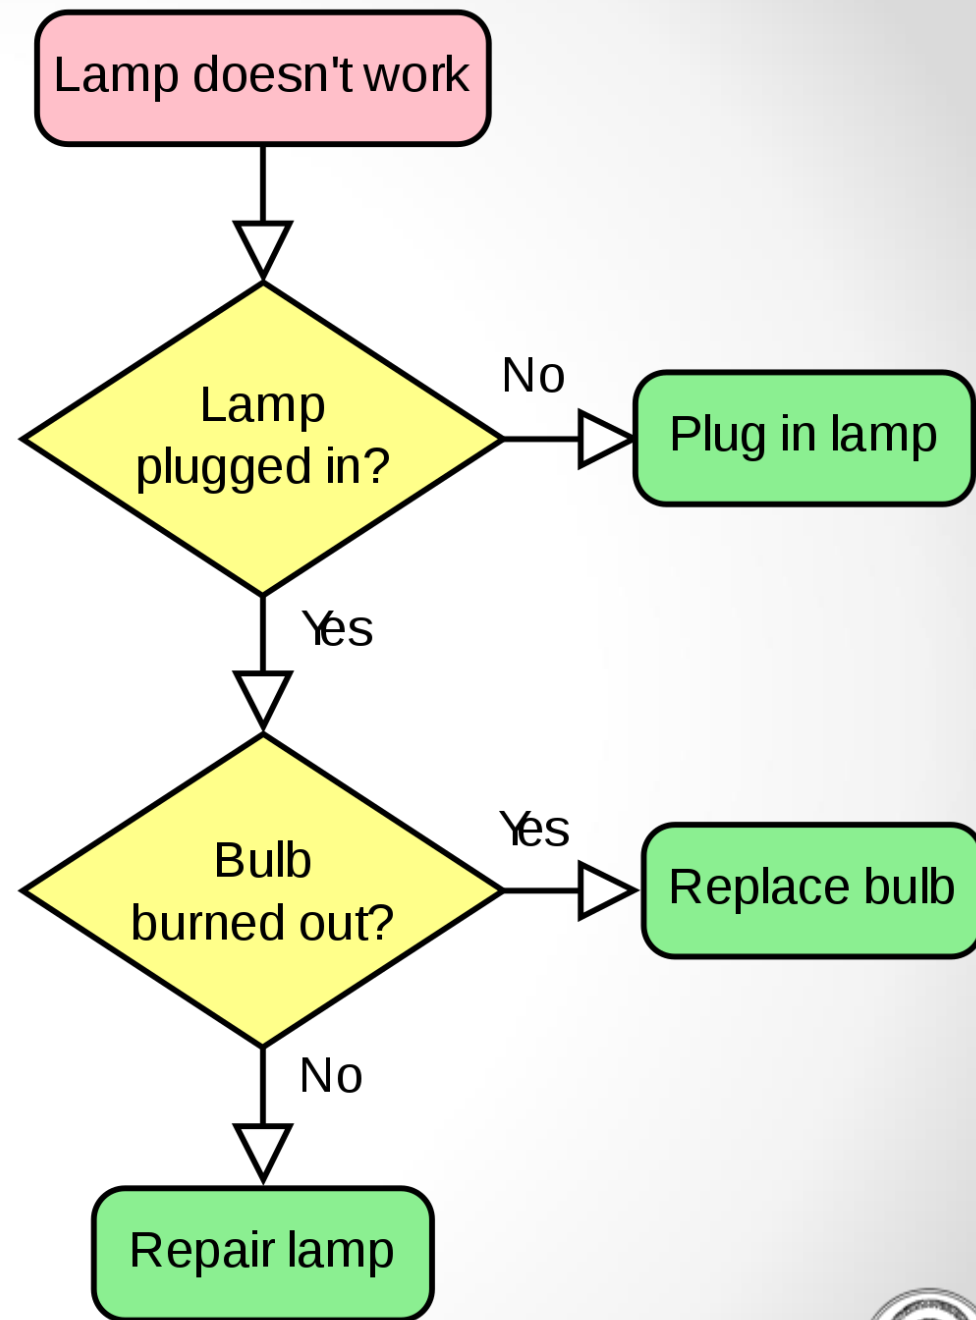 Lamp doesn't work
Lamp
plugged in?
No
Plug in lamp
Yes
Bulb
burned out?
Yes
Replace bulb
No
Repair lamp